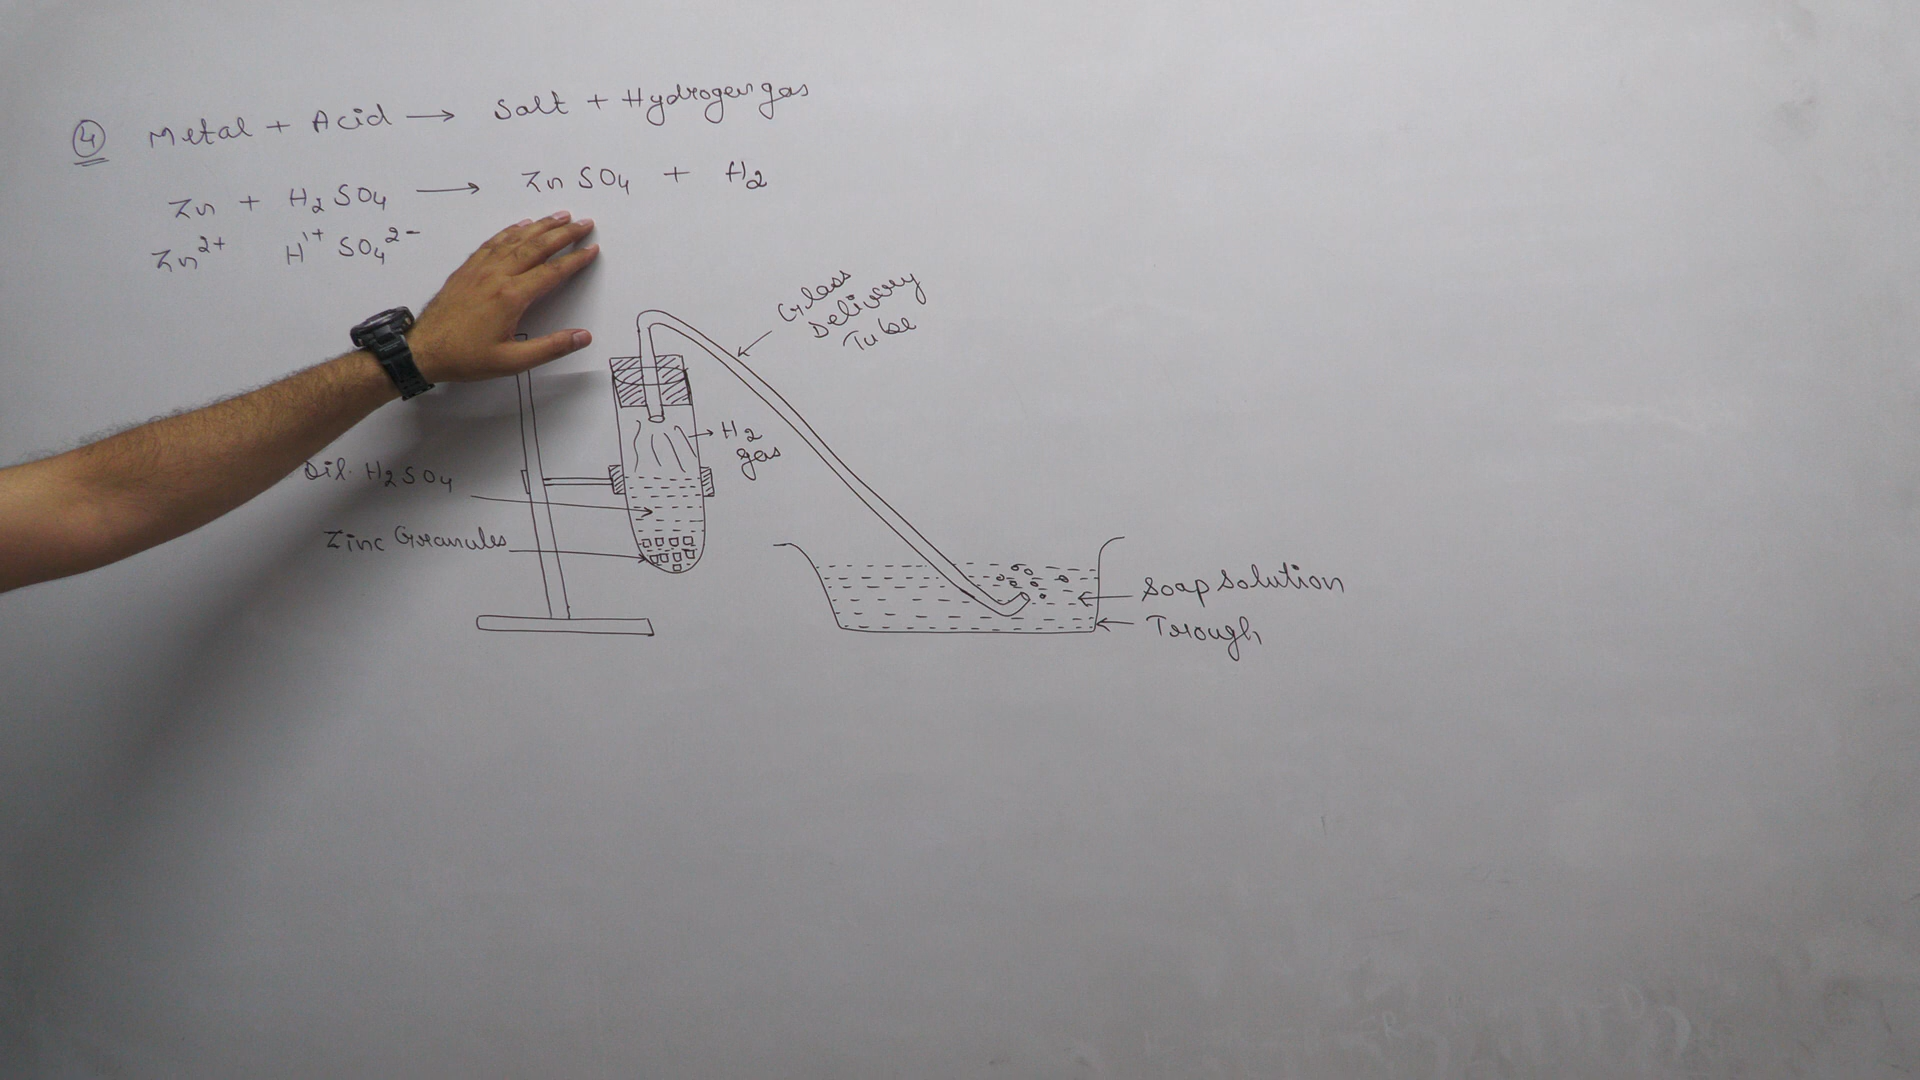 ④ Metal + Acid → Salt + Hydrogen gas
Zn + H₂SO₄ → ZnSO₄ + H₂
Zn²⁺ H¹⁺ SO₄²⁻
Glass
Delivery
Tube
H₂
gas
Dil. H₂SO₄
Zinc Granules
Soap Solution
Trough